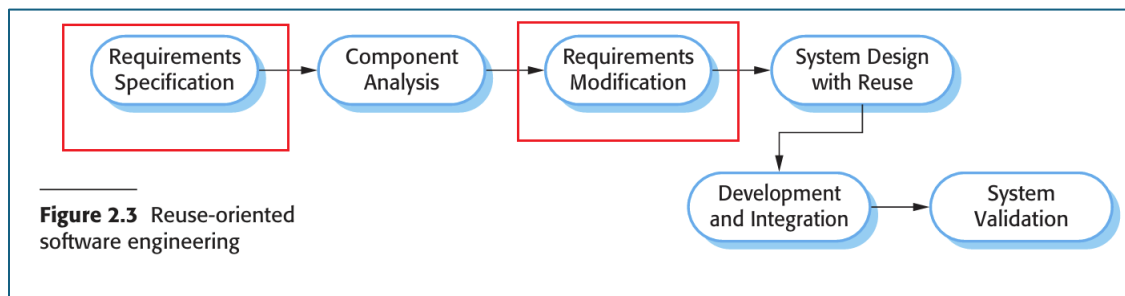 Requirements
Specification
Component
Analysis
Requirements
Modification
System Design
with Reuse
Development
and Integration
System
Validation
Figure 2.3 Reuse-oriented
software engineering